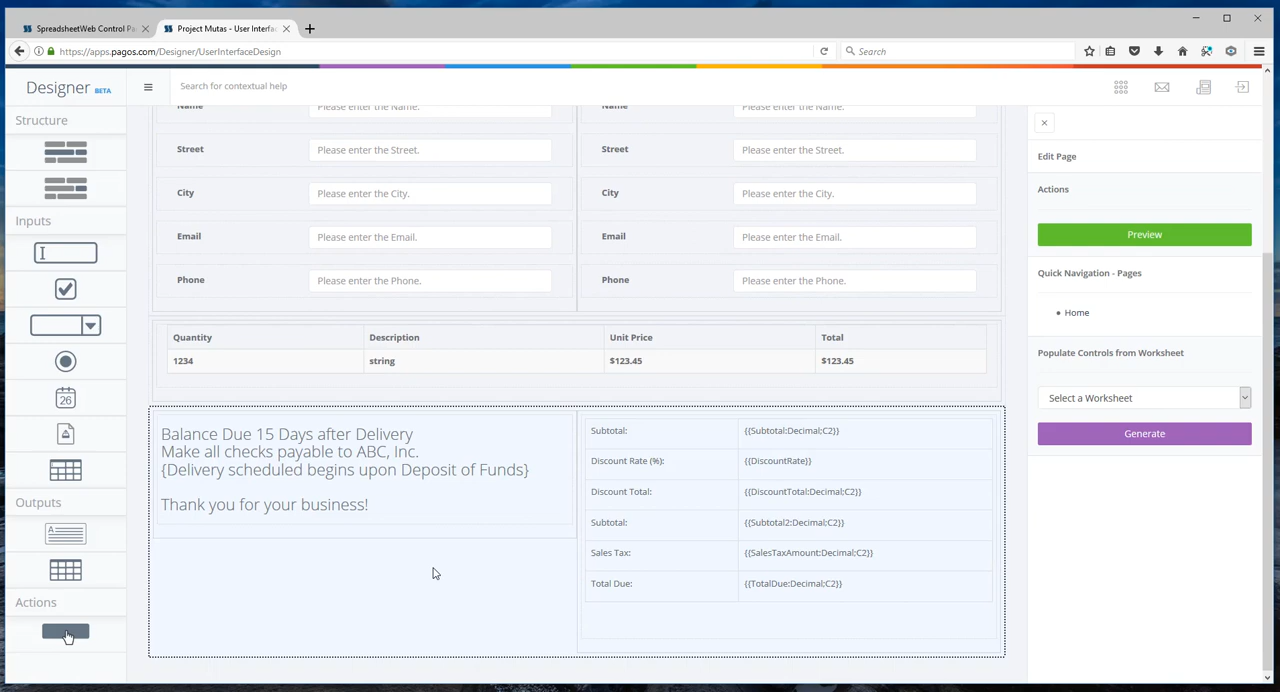 SpreadsheetWeb Control Pa
Project Mutas - User Interfac
https://apps.pagos.com/Designer/UserInterfaceDesign
Search
Designer BETA
Search for contextual help
Structure
Inputs
26
Outputs
A
Actions
Name
Please enter the Name.
Name
Please enter the Name.
Street
Please enter the Street.
Street
Please enter the Street.
City
Please enter the City.
City
Please enter the City.
Email
Please enter the Email.
Email
Please enter the Email.
Phone
Please enter the Phone.
Phone
Please enter the Phone.
Quantity Description Unit Price Total
1234 string $123.45 $123.45
Balance Due 15 Days after Delivery
Make all checks payable to ABC, Inc.
{Delivery scheduled begins upon Deposit of Funds}
Thank you for your business!
Subtotal: {{Subtotal:Decimal;C2}}
Discount Rate (%): {{DiscountRate}}
Discount Total: {{DiscountTotal:Decimal;C2}}
Subtotal: {{Subtotal2:Decimal;C2}}
Sales Tax: {{SalesTaxAmount:Decimal;C2}}
Total Due: {{TotalDue:Decimal;C2}}
Edit Page
Actions
Preview
Quick Navigation - Pages
Home
Populate Controls from Worksheet
Select a Worksheet
Generate